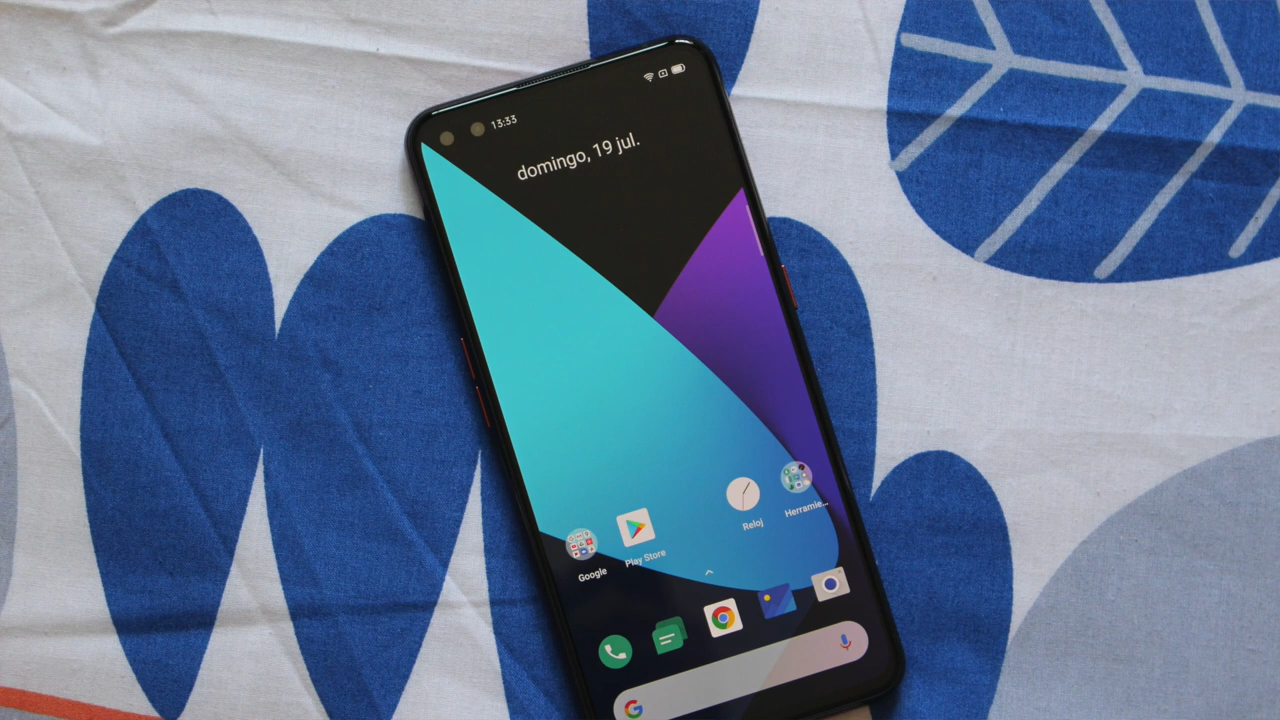 13:33
domingo, 19 jul.
Google
Play Store
Reloj
Herramie...